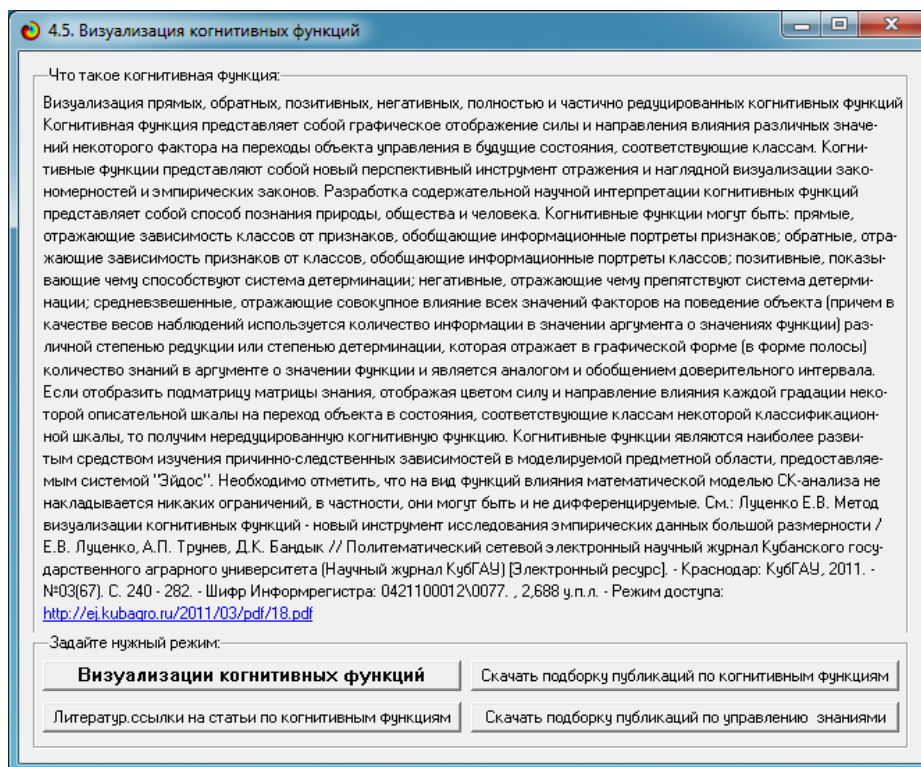 4.5. Визуализация когнитивных функций
Что такое когнитивная функция:
Визуализация прямых, обратных, позитивных, негативных, полностью и частично редуцированных когнитивных функций
Когнитивная функция представляет собой графическое отображение силы и направления влияния различных значе-
ний некоторого фактора на переходы объекта управления в будущие состояния, соответствующие классам. Когни-
тивные функции представляют собой новый перспективный инструмент отражения и наглядной визуализации зако-
номерностей и эмпирических законов. Разработка содержательной научной интерпретации когнитивных функций
представляет собой способ познания природы, общества и человека. Когнитивные функции могут быть: прямые,
отражающие зависимость классов от признаков, обобщающие информационные портреты признаков; обратные, отра-
жающие зависимость признаков от классов, обобщающие информационные портреты классов; позитивные, показы-
вающие чему способствуют система детерминации; негативные, отражающие чему препятствуют система детерми-
нации; средневзвешенные, отражающие совокупное влияние всех значений факторов на поведение объекта (причем в
качестве весов наблюдений используется количество информации в значении аргумента о значениях функции) раз-
личной степенью редукции или степенью детерминации, которая отражает в графической форме (в форме полосы)
количество знаний в аргументе о значении функции и является аналогом и обобщением доверительного интервала.
Если отобразить подматрицу матрицы знания, отображая цветом силу и направление влияния каждой градации неко-
торой описательной шкалы на переход объекта в состояния, соответствующие классам некоторой классификацион-
ной шкалы, то получим нередуцированную когнитивную функцию. Когнитивные функции являются наиболее разви-
тым средством изучения причинно-следственных зависимостей в моделируемой предметной области, предоставляе-
мым системой "Эйдос". Необходимо отметить, что на вид функций влияния математической моделью СК-анализа не
накладывается никаких ограничений, в частности, они могут быть и не дифференцируемые. См.: Луценко Е.В. Метод
визуализации когнитивных функций - новый инструмент исследования эмпирических данных большой размерности /
Е.В. Луценко, А.П. Трунев, Д.К. Бандык // Политематический сетевой электронный научный журнал Кубанского госу-
дарственного аграрного университета (Научный журнал КубГАУ) [Электронный ресурс]. - Краснодар: КубГАУ, 2011. -
№03(67). С. 240 - 282. - Шифр Информрегистра: 0421100012\0077. , 2,688 у.п.л. - Режим доступа:
http://ej.kubagro.ru/2011/03/pdf/18.pdf
Задайте нужный режим:
Визуализации когнитивных функций
Скачать подборку публикаций по когнитивным функциям
Литератур.ссылки на статьи по когнитивным функциям
Скачать подборку публикаций по управлению знаниями